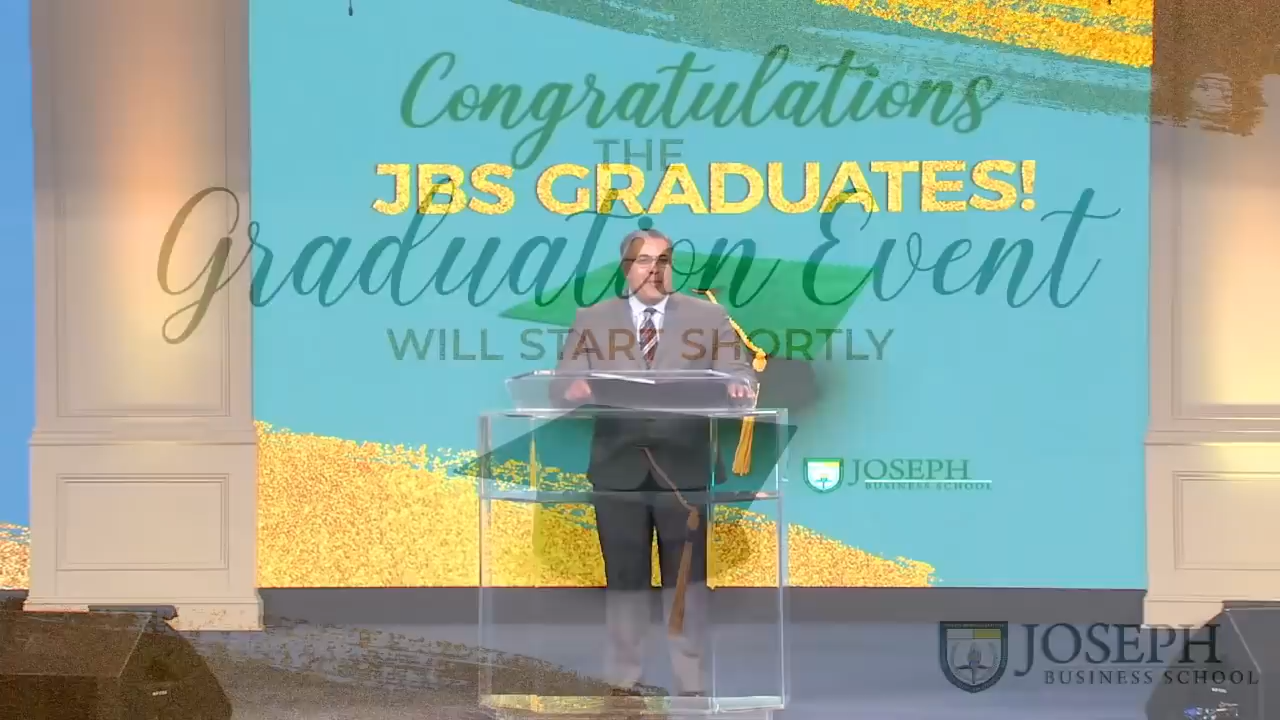 Congratulations
THE
JBS GRADUATES!
Graduation Event
WILL START SHORTLY
JOSEPH
BUSINESS SCHOOL
JOSEPH
BUSINESS SCHOOL